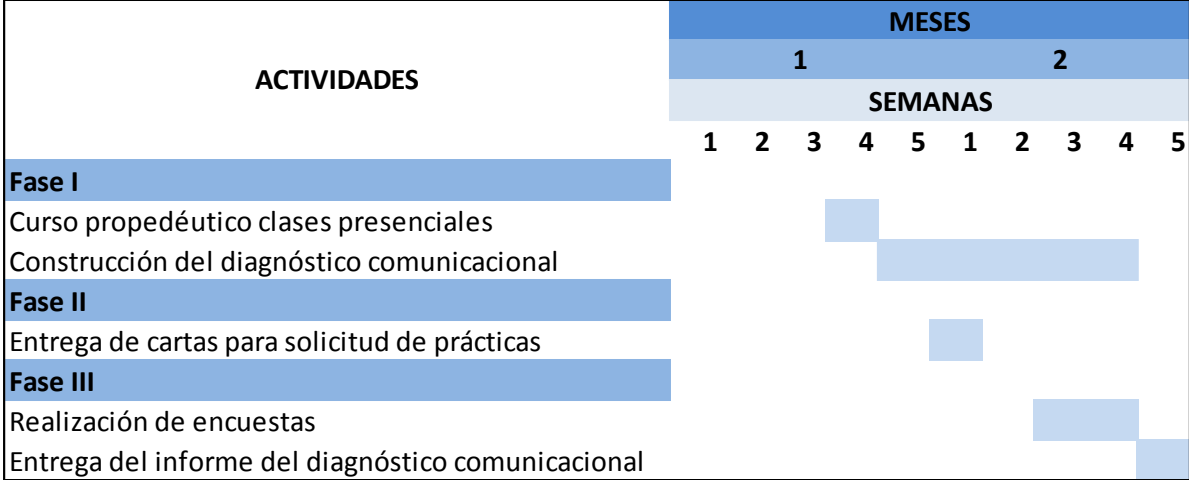 ACTIVIDADES
MESES
1 2
SEMANAS
1 2 3 4 5 1 2 3 4 5
Fase I
Curso propedéutico clases presenciales
Construcción del diagnóstico comunicacional
Fase II
Entrega de cartas para solicitud de prácticas
Fase III
Realización de encuestas
Entrega del informe del diagnóstico comunicacional